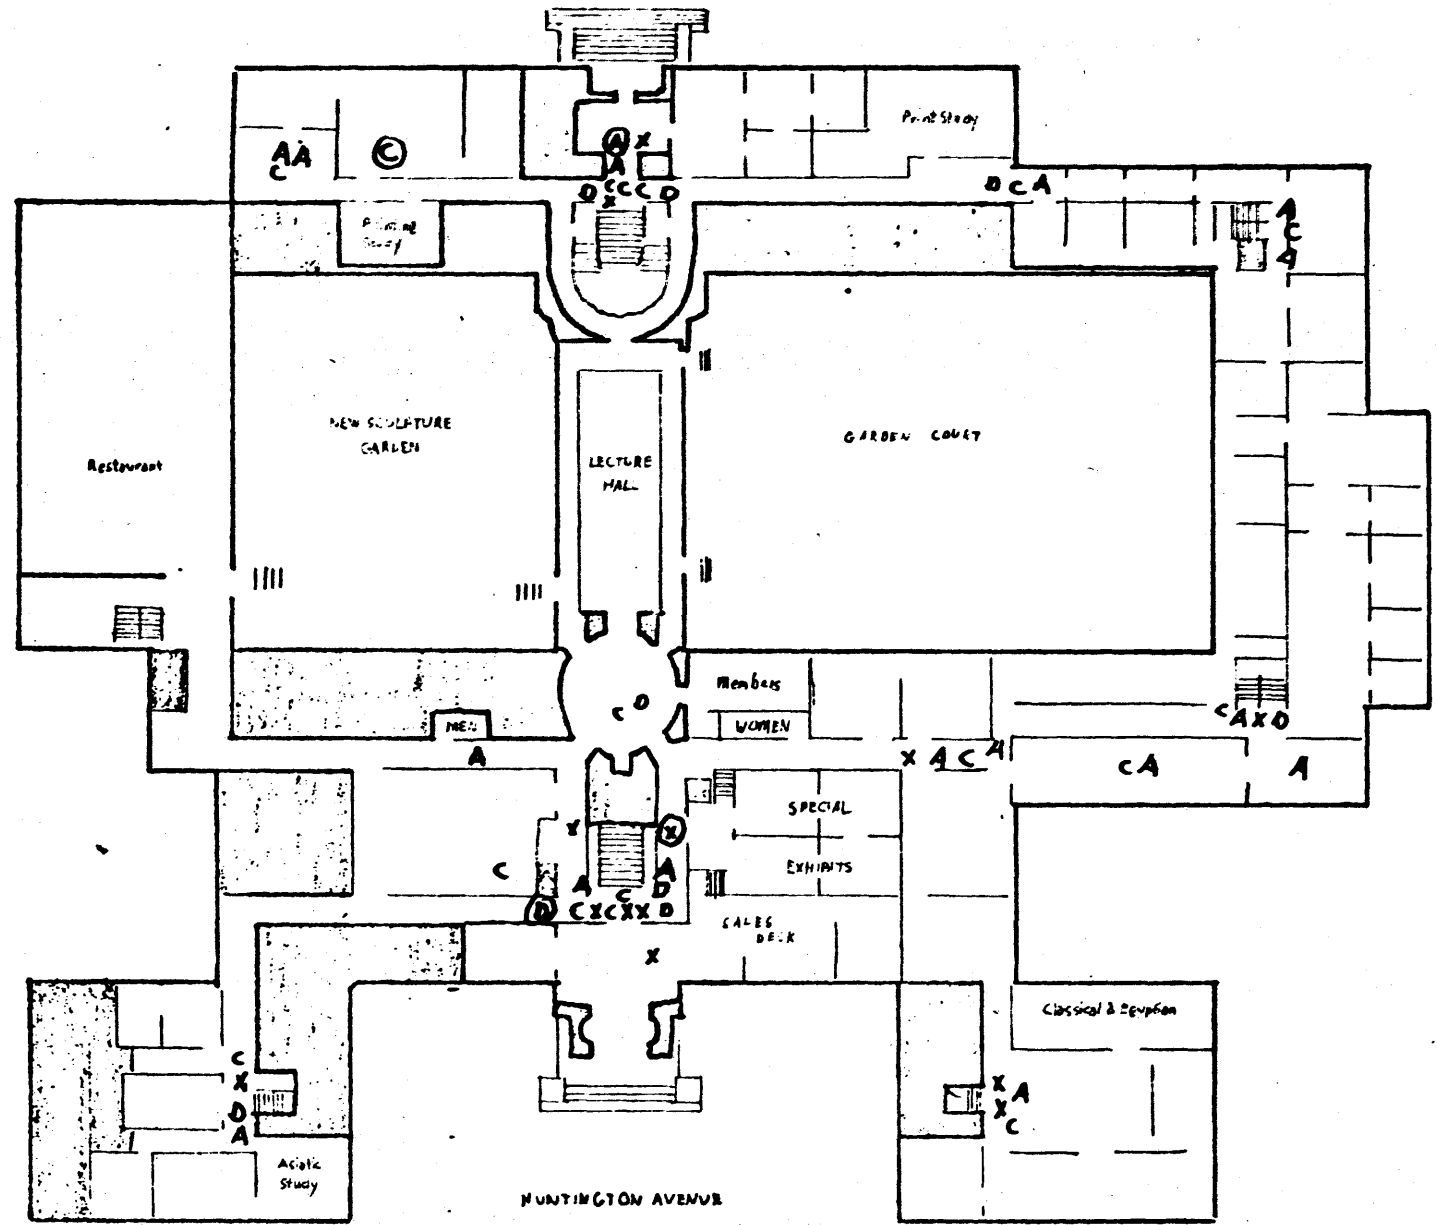 Print Study
A A
C
C
A X
A
D C C C D
X
D C A
A
C
A
Study
NEW SCULPTURE
GARDEN
GARDEN COURT
Restaurant
LECTURE
HALL
Members
D
C
MEN
WOMEN
C A X D
A
X A C A
C A
A
SPECIAL
X
X
EXHIBITS
C
A
A
C
D
D
C X C X X D
SALES
DESK
X
Classical & Egyptian
C
X
X
A
D
X
A
C
Asiatic
Study
HUNTINGTON AVENUE